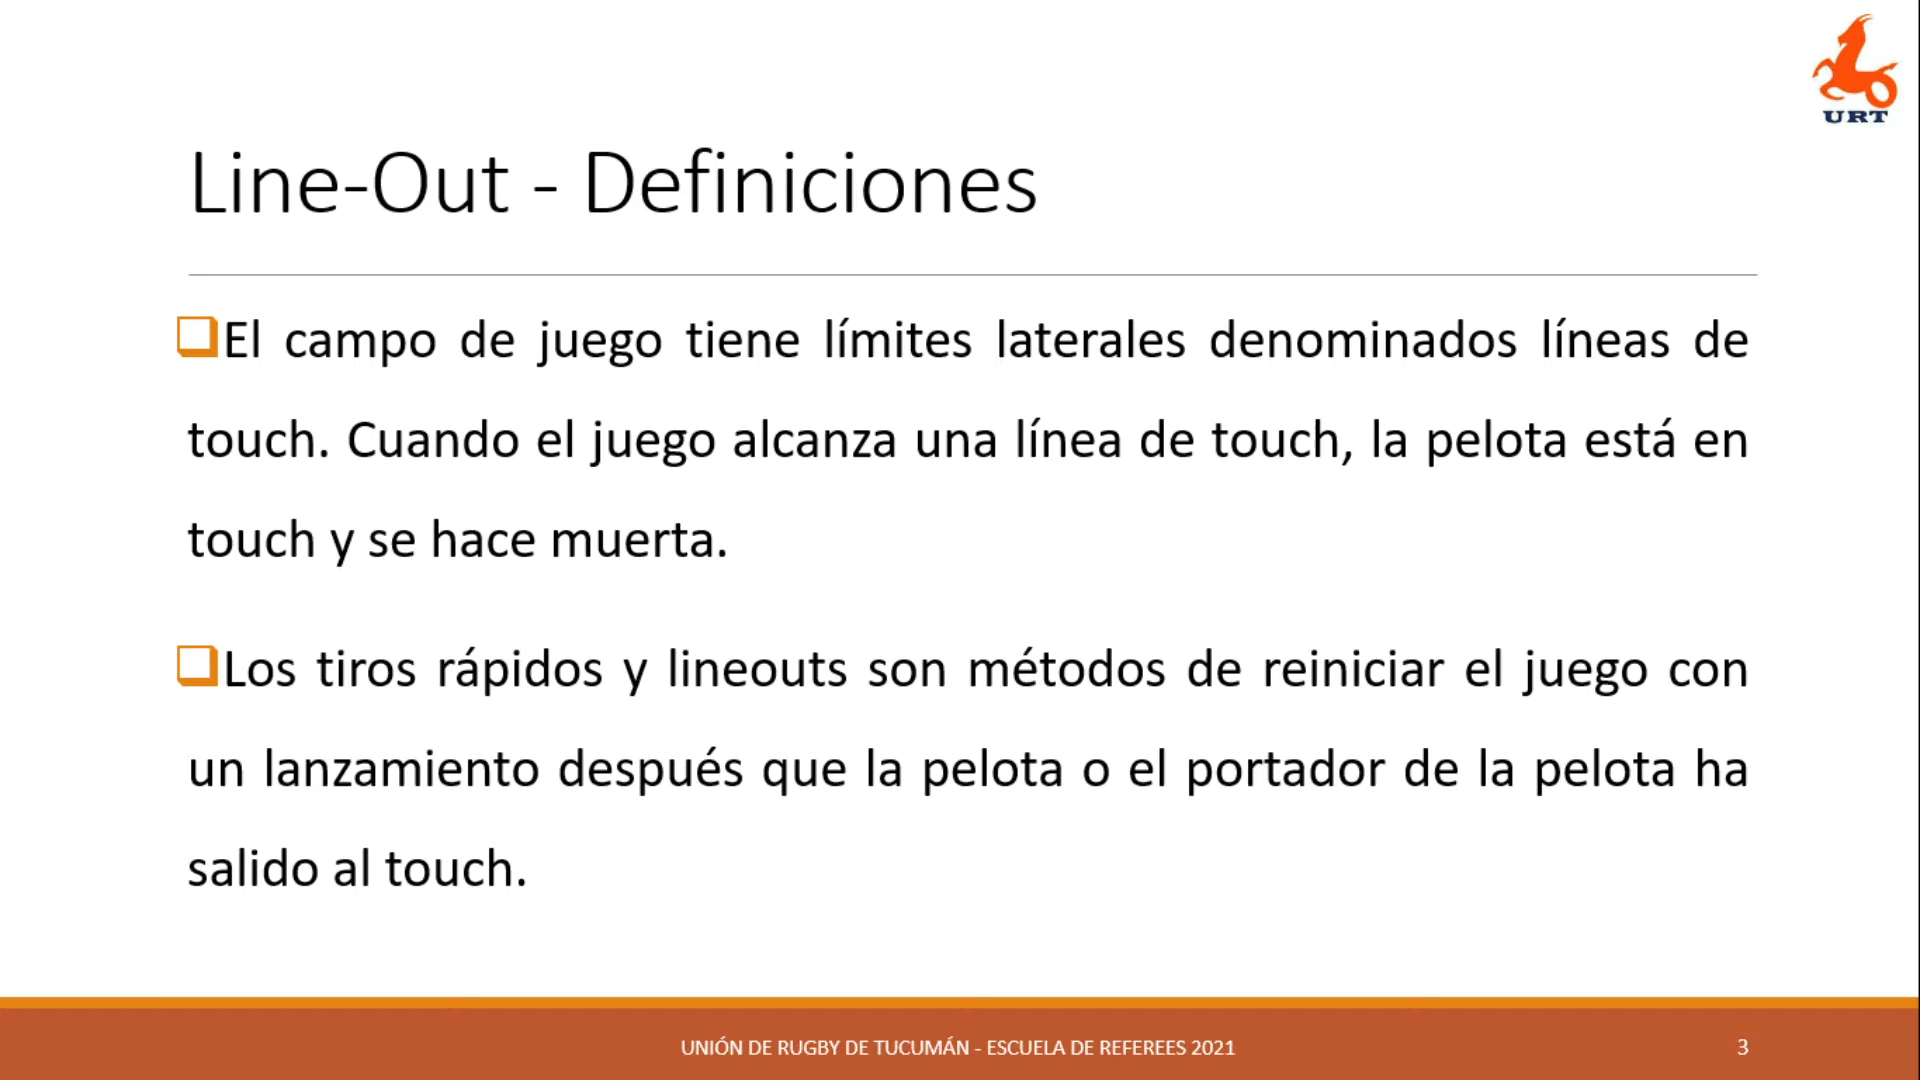 URT
Line-Out - Definiciones
El campo de juego tiene límites laterales denominados líneas de
touch. Cuando el juego alcanza una línea de touch, la pelota está en
touch y se hace muerta.
Los tiros rápidos y lineouts son métodos de reiniciar el juego con
un lanzamiento después que la pelota o el portador de la pelota ha
salido al touch.
UNIÓN DE RUGBY DE TUCUMÁN - ESCUELA DE REFEREES 2021
3